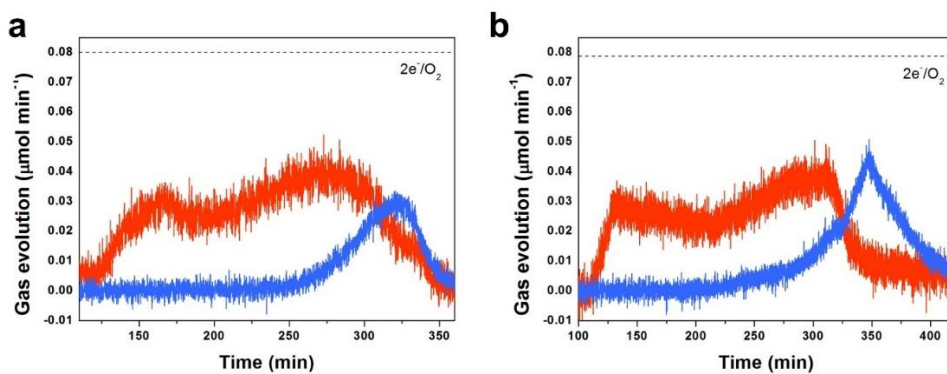 a
0.08
0.07
0.06
0.05
0.04
0.03
0.02
0.01
0.00
-0.01
Gas evolution (μmol min⁻¹)
2e⁻/O₂
150 200 250 300 350
Time (min)
b
0.08
0.07
0.06
0.05
0.04
0.03
0.02
0.01
0.00
-0.01
Gas evolution (μmol min⁻¹)
2e⁻/O₂
100 150 200 250 300 350 400
Time (min)